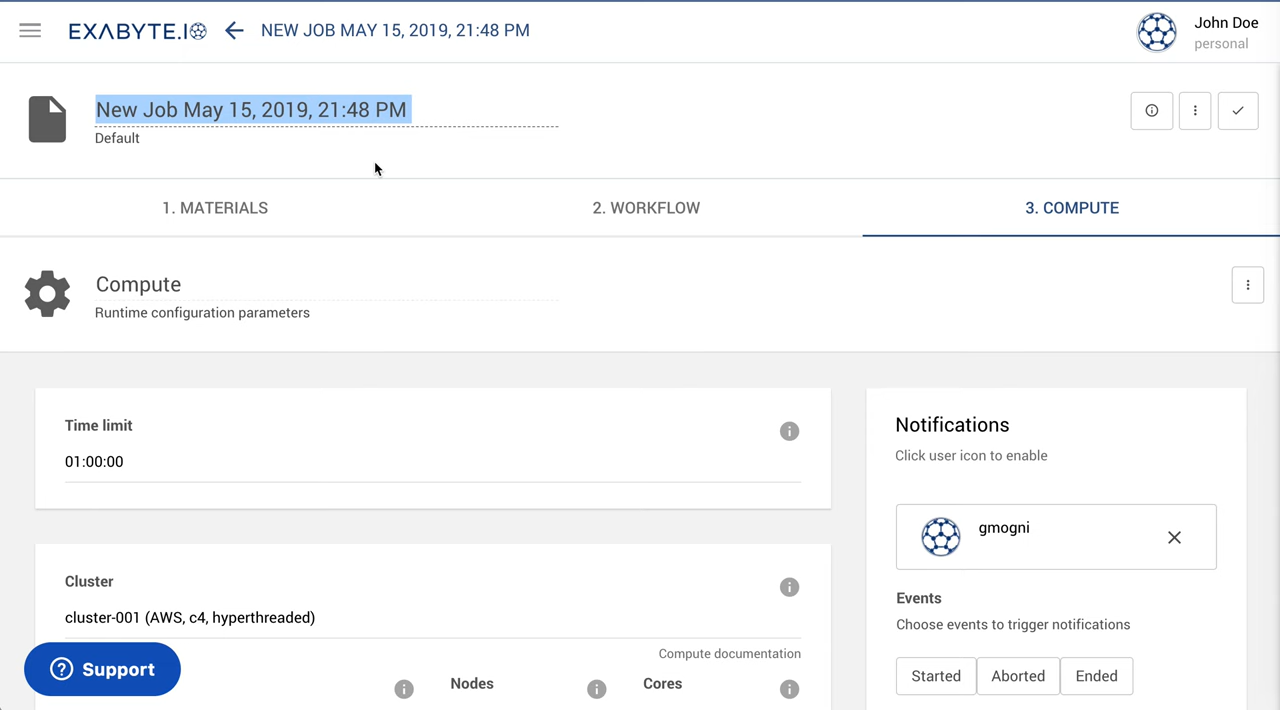 EXABYTE.IO NEW JOB MAY 15, 2019, 21:48 PM
John Doe
personal
New Job May 15, 2019, 21:48 PM
Default
1. MATERIALS 2. WORKFLOW 3. COMPUTE
Compute
Runtime configuration parameters
Time limit
01:00:00
Cluster
cluster-001 (AWS, c4, hyperthreaded)
Compute documentation
Nodes Cores
Support
Notifications
Click user icon to enable
gmogni
Events
Choose events to trigger notifications
Started Aborted Ended